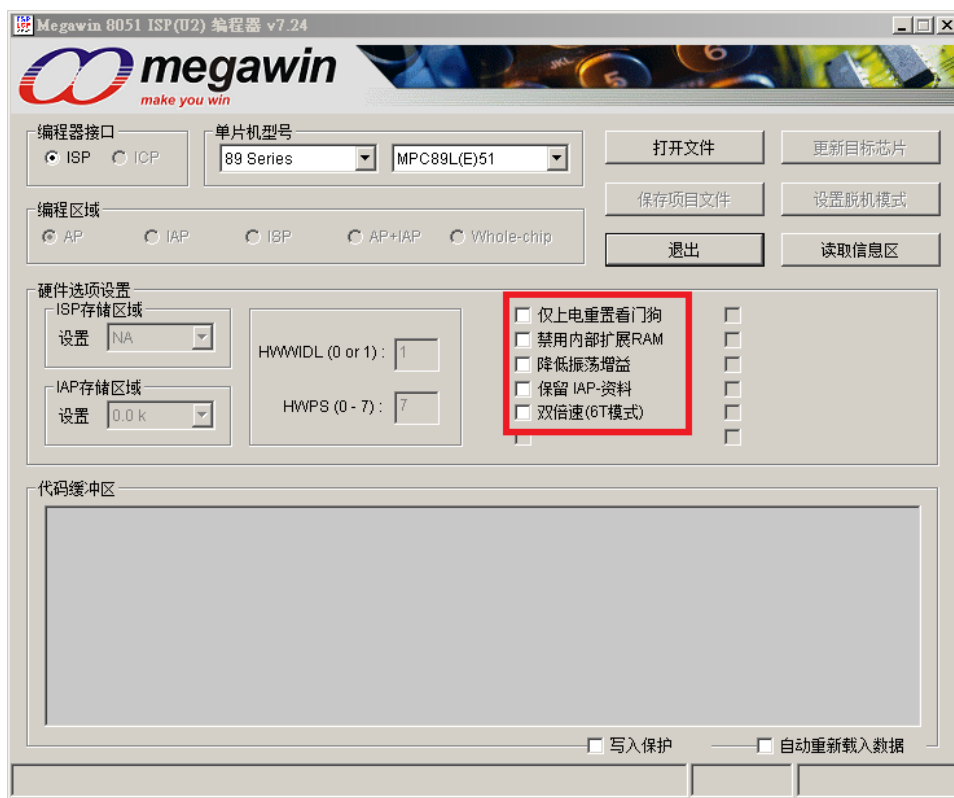 Megawin 8051 ISP(U2) 编程器 v7.24
megawin
make you win
编程器接口
ISP ICP
单片机型号
89 Series MPC89L(E)51
打开文件 更新目标芯片
保存项目文件 设置脱机模式
退出 读取信息区
编程区域
AP IAP ISP AP+IAP Whole-chip
硬件选项设置
ISP存储区域
设置 NA
IAP存储区域
设置 0.0 k
HWWIDL (0 or 1) : 1
HWPS (0 - 7) : 7
仅上电重置看门狗
禁用内部扩展RAM
降低振荡增益
保留 IAP-资料
双倍速(6T模式)
代码缓冲区
写入保护 自动重新载入数据